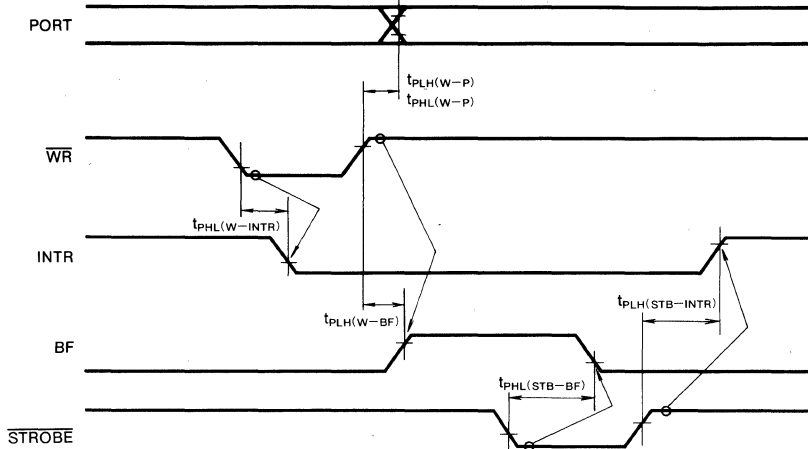 PORT
tPLH(W–P)
tPHL(W–P)
WR
tPHL(W–INTR)
INTR
tPLH(STB–INTR)
tPLH(W–BF)
BF
tPHL(STB–BF)
STROBE